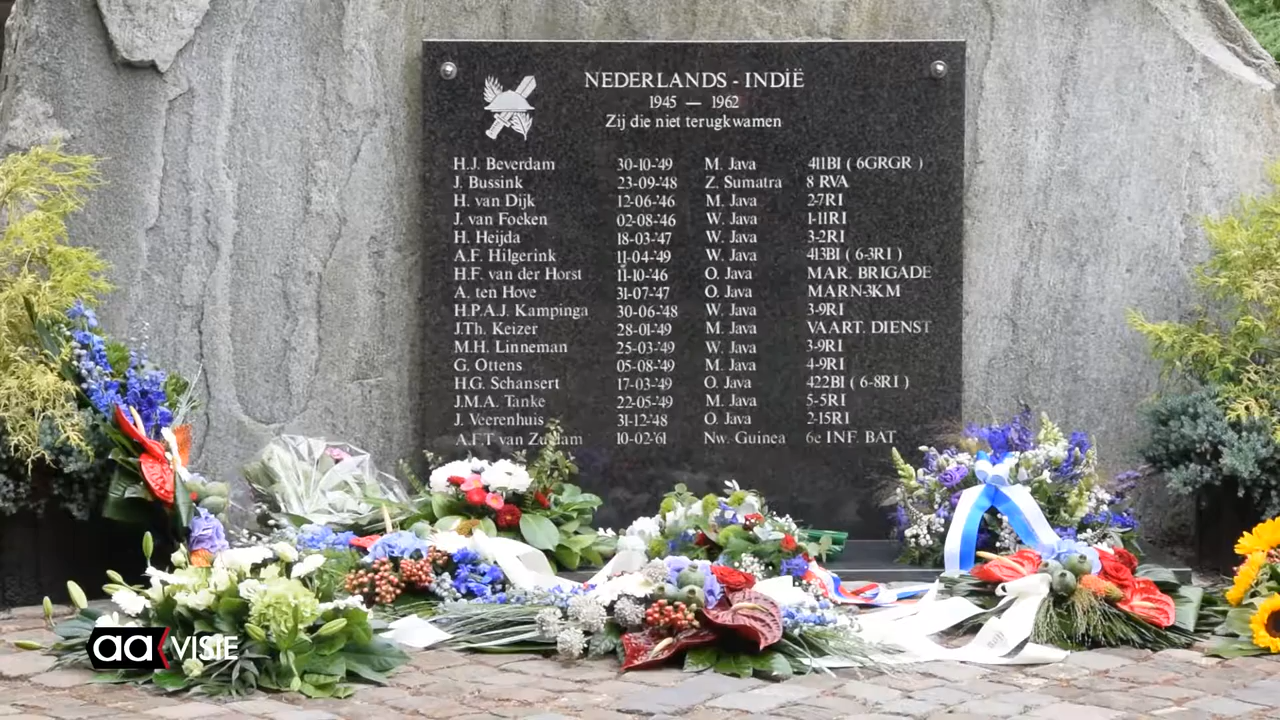 NEDERLANDS - INDIË
1945 — 1962
Zij die niet terugkwamen
H.J. Beverdam 30-10-'49 M. Java 411BI ( 6GRGR )
J. Bussink 23-09-'48 Z. Sumatra 8 RVA
H. van Dijk 12-06-'46 M. Java 2-7RI
J. van Focken 02-08-'46 W. Java 1-11RI
H. Heijda 18-03-'47 W. Java 3-2RI
A.F. Hilgerink 11-04-'49 W. Java 413BI ( 6-3RI )
H.F. van der Horst 11-10-'46 O. Java MAR. BRIGADE
A. ten Hove 31-07-'47 O. Java MARN-3KM
H.P.A.J. Kampinga 30-06-'48 W. Java 3-9RI
J.Th. Keizer 28-01-'49 M. Java VAART. DIENST
M.H. Linneman 25-03-'49 W. Java 3-9RI
G. Ottens 05-08-'49 M. Java 4-9RI
H.G. Schansert 17-03-'49 O. Java 422BI ( 6-8RI )
J.M.A. Tanke 22-05-'49 M. Java 5-5RI
J. Veerenhuis 31-12-'48 O. Java 2-15RI
A.F.T van 10-02-'61 Nw. Guinea 6e INF. BAT
aa VISIE